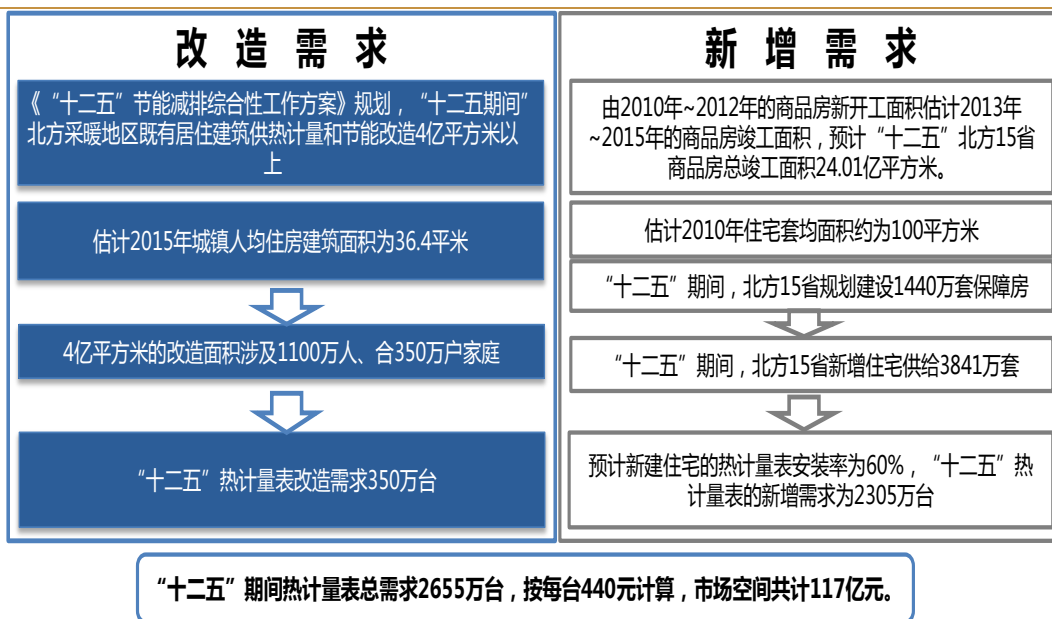 改造需求
《“十二五”节能减排综合性工作方案》规划，“十二五期间”
北方采暖地区既有居住建筑供热计量和节能改造4亿平方米以
上
估计2015年城镇人均住房建筑面积为36.4平米
4亿平方米的改造面积涉及1100万人、合350万户家庭
“十二五”热计量表改造需求350万台
新增需求
由2010年~2012年的商品房新开工面积估计2013年
~2015年的商品房竣工面积，预计“十二五”北方15省
商品房总竣工面积24.01亿平方米。
估计2010年住宅套均面积约为100平方米
“十二五”期间，北方15省规划建设1440万套保障房
“十二五”期间，北方15省新增住宅供给3841万套
预计新建住宅的热计量表安装率为60%，“十二五”热
计量表的新增需求为2305万台
“十二五”期间热计量表总需求2655万台，按每台440元计算，市场空间共计117亿元。